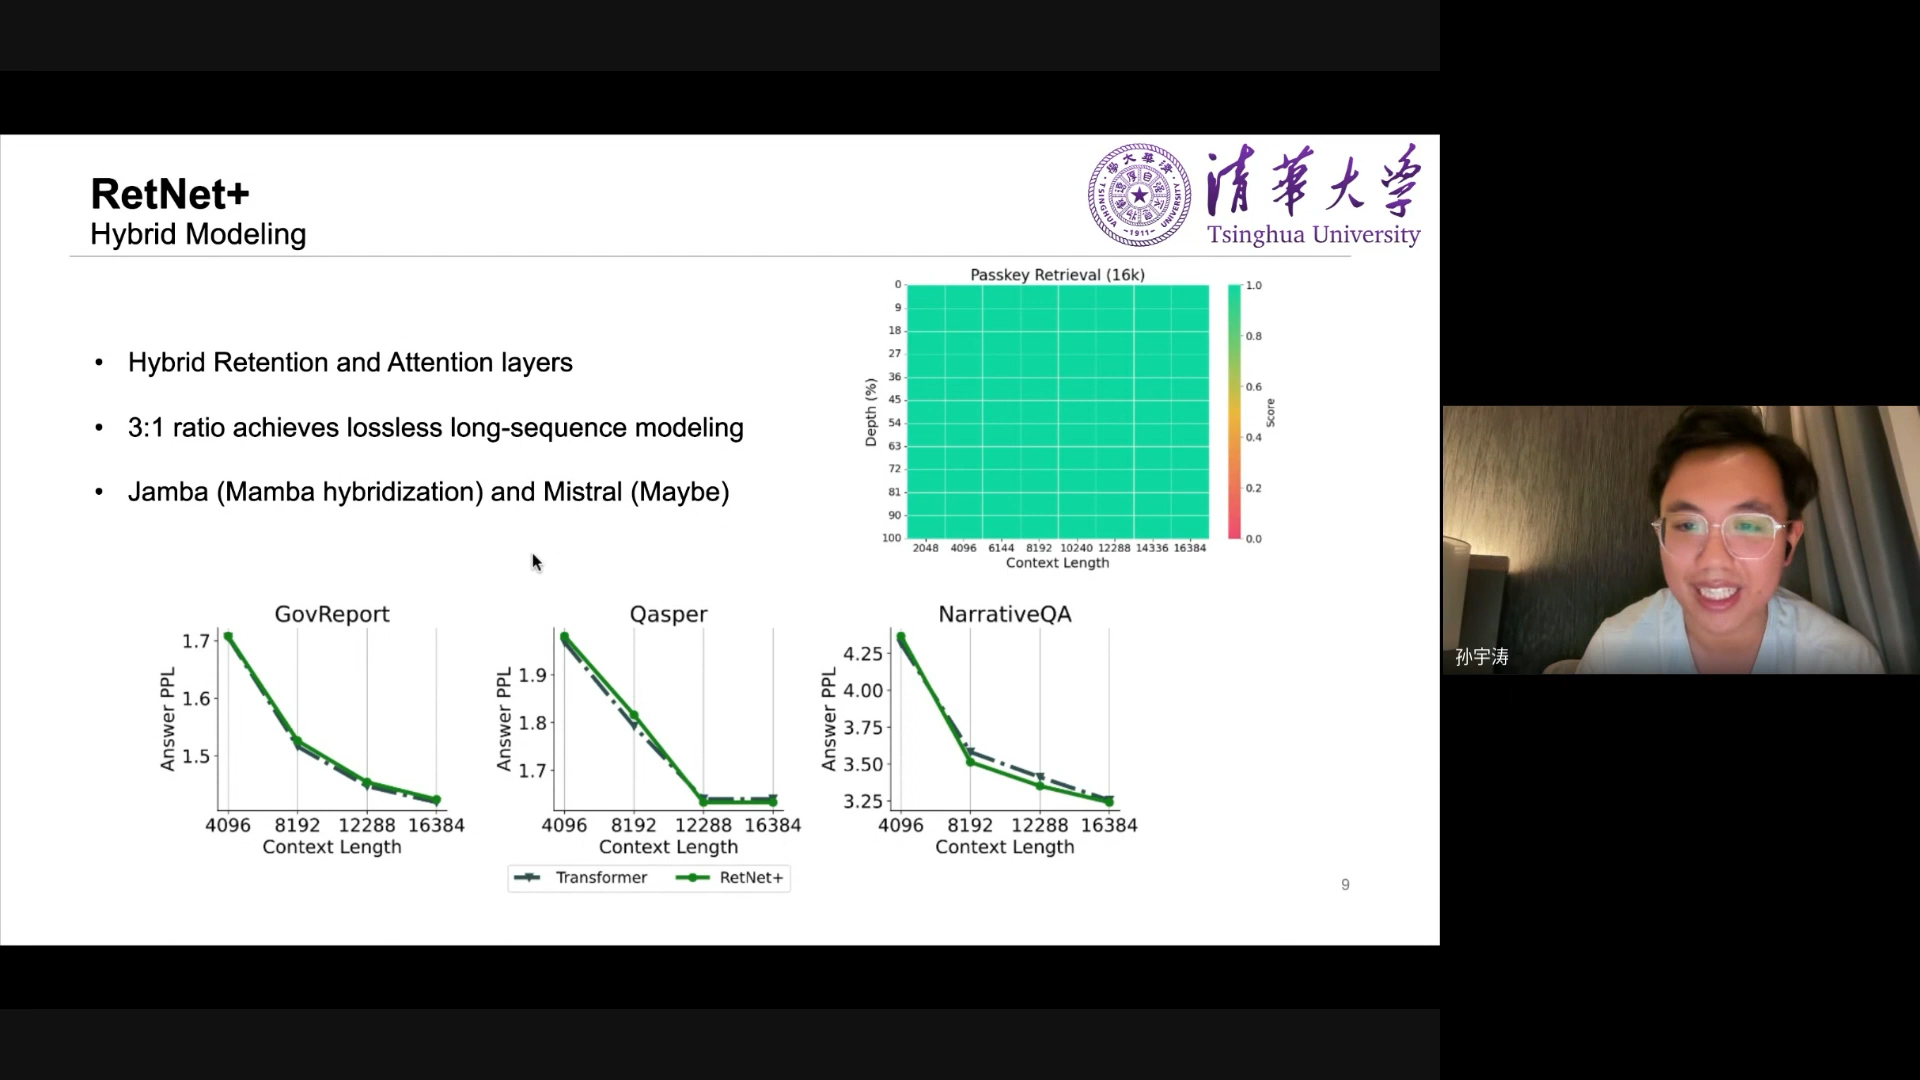 RetNet+
Hybrid Modeling
清華大学
Tsinghua University
TSINGHUA UNIVERSITY
~1911~
• Hybrid Retention and Attention layers
• 3:1 ratio achieves lossless long-sequence modeling
• Jamba (Mamba hybridization) and Mistral (Maybe)
Passkey Retrieval (16k)
Depth (%)
0
9
18
27
36
45
54
63
72
81
90
100
2048 4096 6144 8192 10240 12288 14336 16384
Context Length
1.0
0.8
0.6
0.4
0.2
0.0
Score
GovReport
Answer PPL
1.7
1.6
1.5
4096 8192 12288 16384
Context Length
Qasper
Answer PPL
1.9
1.8
1.7
4096 8192 12288 16384
Context Length
NarrativeQA
Answer PPL
4.25
4.00
3.75
3.50
3.25
4096 8192 12288 16384
Context Length
Transformer RetNet+
9
孙宇涛